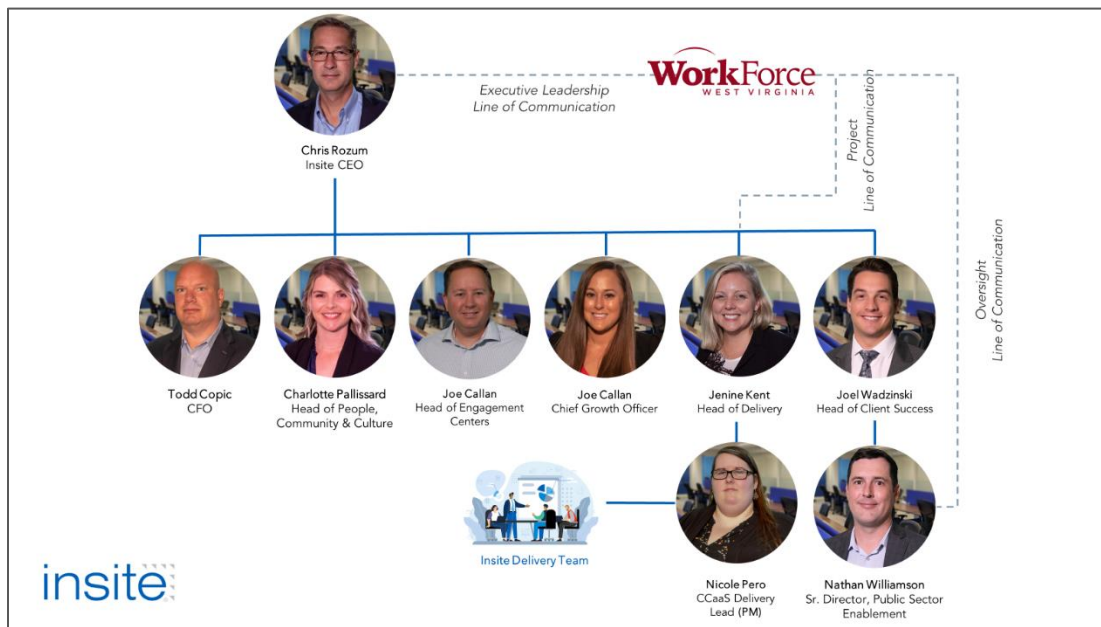 WorkForce
WEST VIRGINIA
Executive Leadership
Line of Communication
Project
Line of Communication
Oversight
Line of Communication
Chris Rozum
Insite CEO
Todd Copic
CFO
Charlotte Pallissard
Head of People,
Community & Culture
Joe Callan
Head of Engagement
Centers
Joe Callan
Chief Growth Officer
Jenine Kent
Head of Delivery
Joel Wadzinski
Head of Client Success
Insite Delivery Team
Nicole Pero
CCaaS Delivery
Lead (PM)
Nathan Williamson
Sr. Director, Public Sector
Enablement
insite